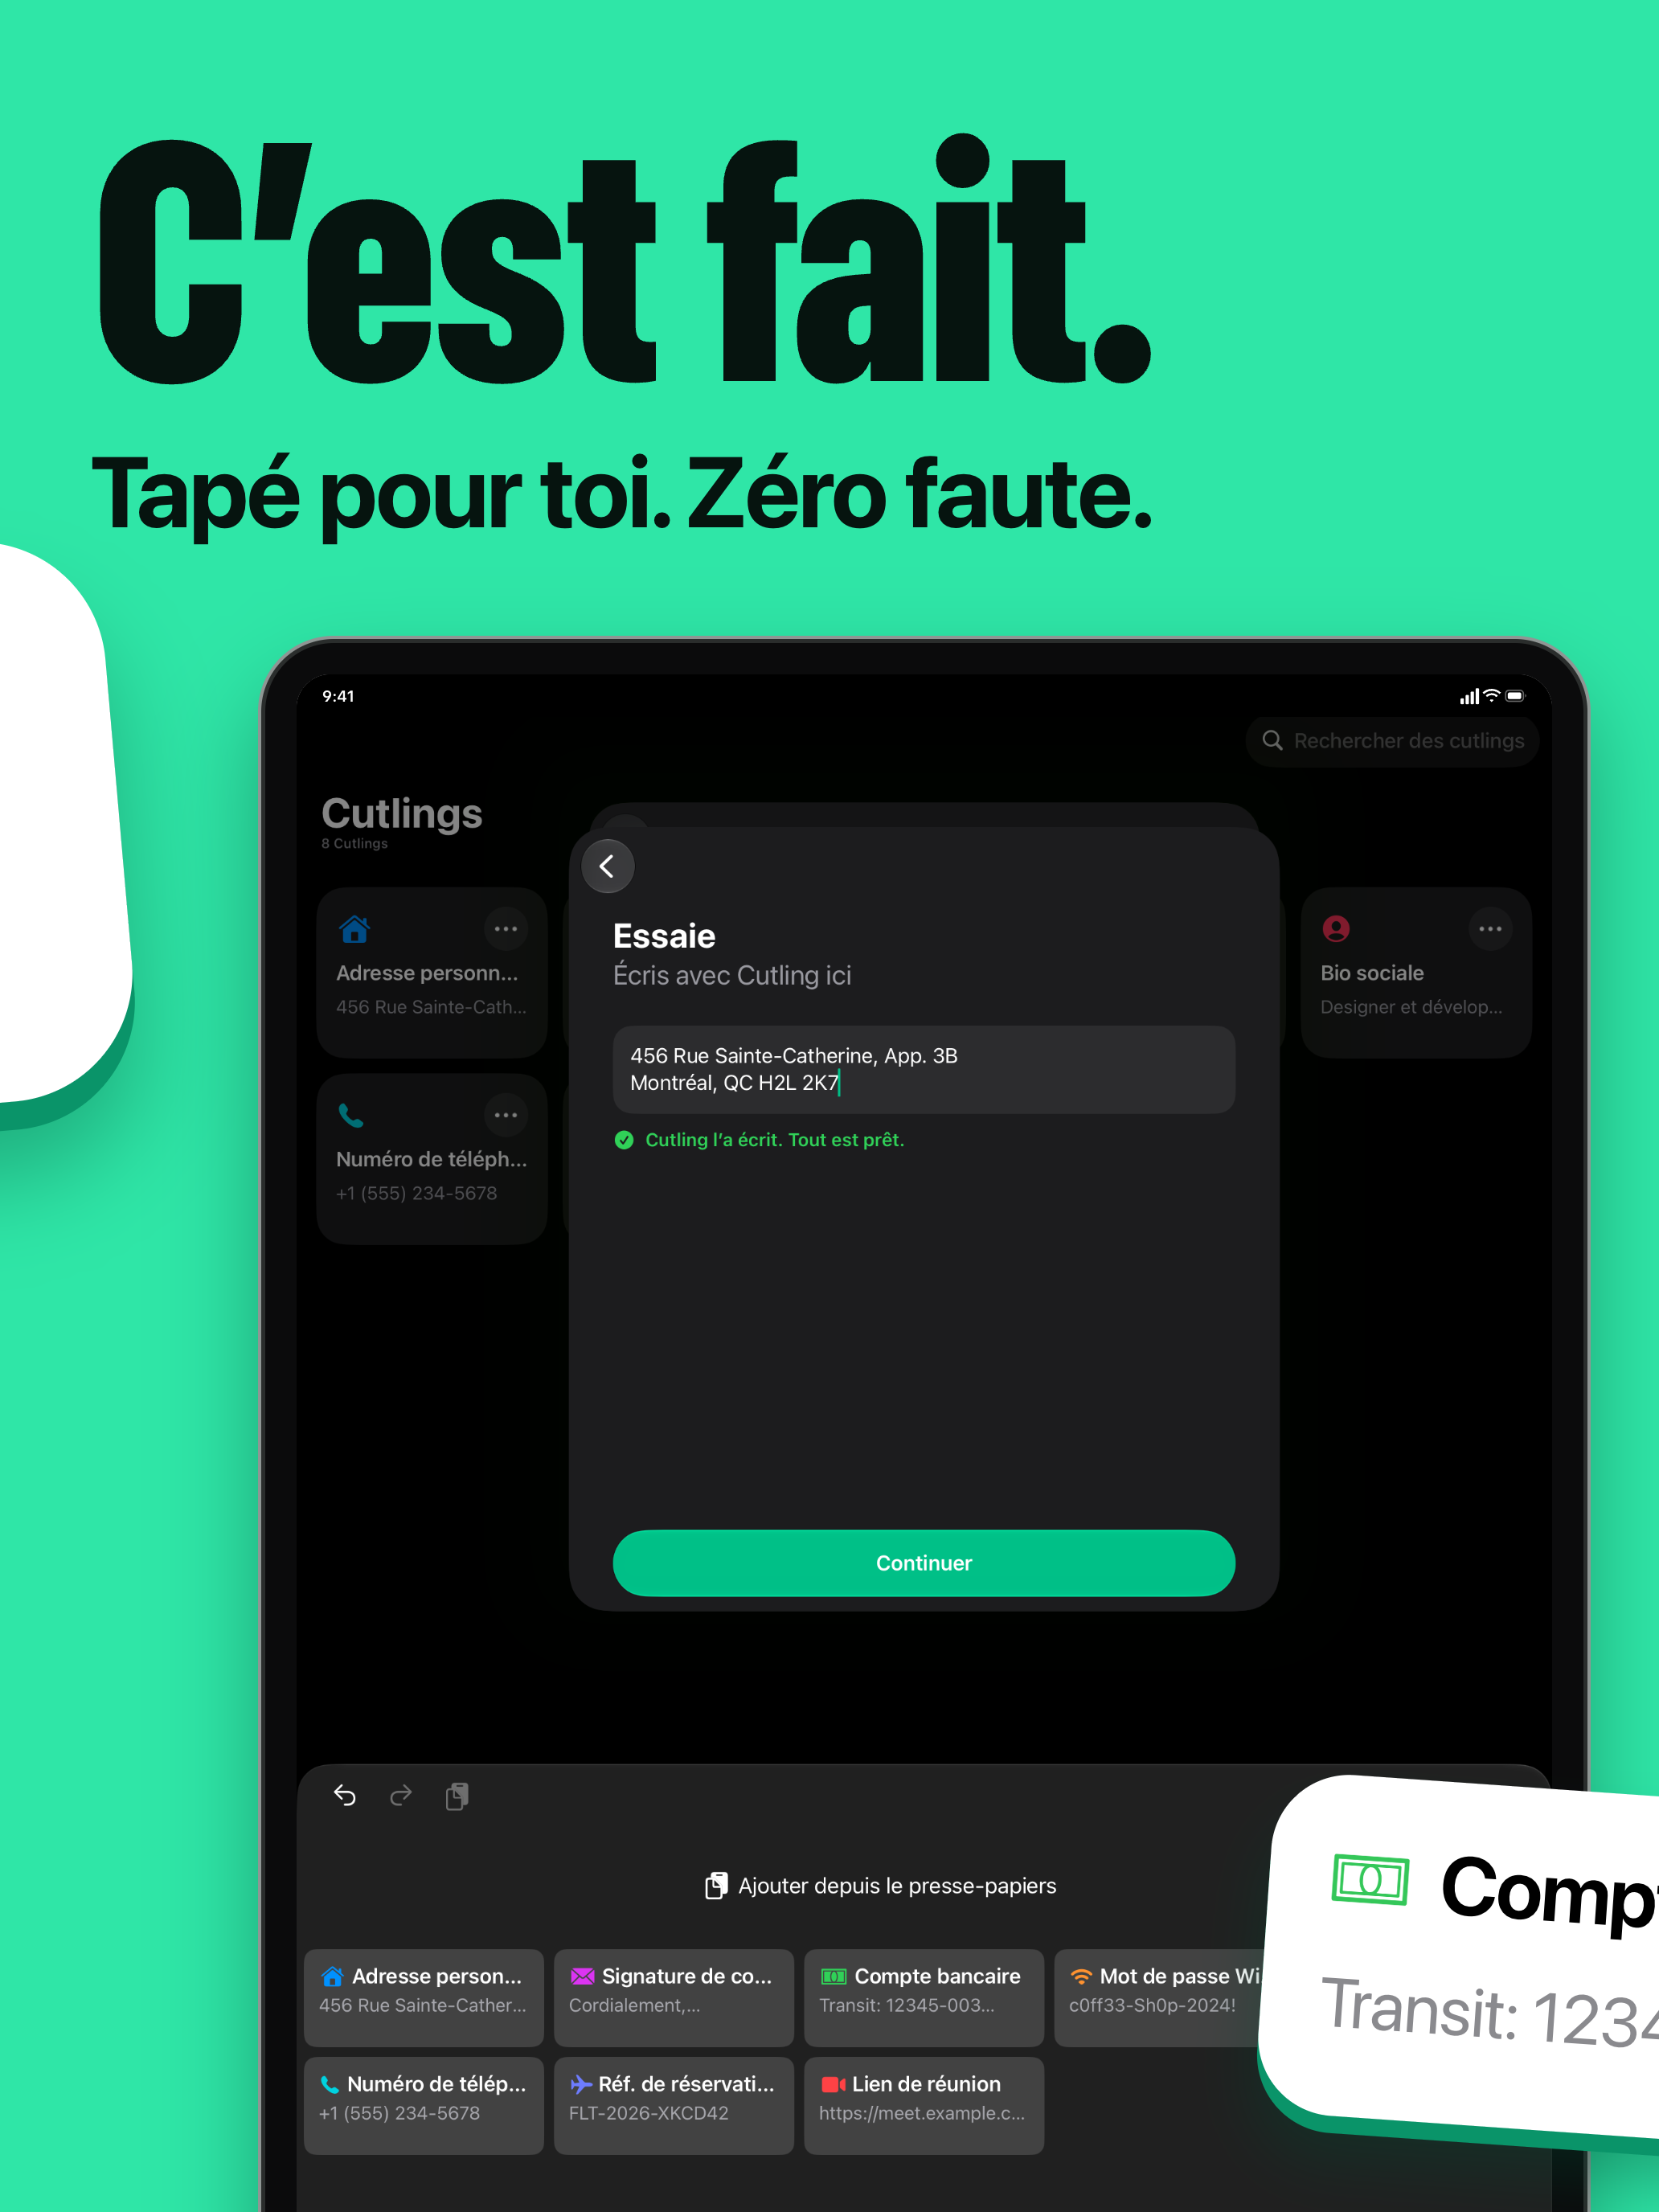 C’est fait.
Tapé pour toi. Zéro faute.
9:41
Rechercher des cutlings
Cutlings
8 Cutlings
Adresse personn...
456 Rue Sainte-Cath...
Numéro de téléph...
+1 (555) 234-5678
Bio sociale
Designer et dévelop...
Essaie
Écris avec Cutling ici
456 Rue Sainte-Catherine, App. 3B
Montréal, QC H2L 2K7
Cutling l’a écrit. Tout est prêt.
Continuer
Ajouter depuis le presse-papiers
Adresse person...
456 Rue Sainte-Cather...
Signature de co...
Cordialement,...
Compte bancaire
Transit: 12345-003...
Mot de passe Wi
c0ff33-Sh0p-2024!
Numéro de télép...
+1 (555) 234-5678
Réf. de réservati...
FLT-2026-XKCD42
Lien de réunion
https://meet.example.c...
Comp
Transit: 1234